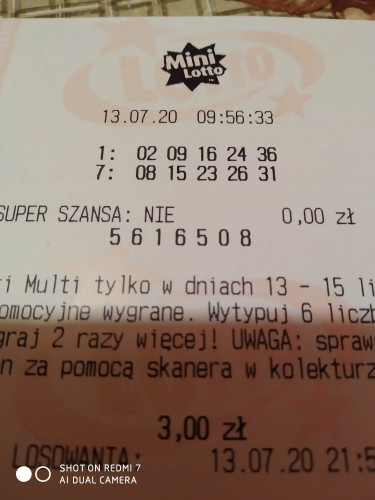 Mini
Lotto
13.07.20 09:56:33
1: 02 09 16 24 36
7: 08 15 23 26 31
SUPER SZANSA: NIE 0,00 zł
5616508
i Multi tylko w dniach 13 - 15 li
omocyjne wygrane. Wytypuj 6 liczb
graj 2 razy więcej! UWAGA: spraw
n za pomocą skanera w kolekturz
3,00 zł
LOSOWANIA: 13.07.20 21:5
SHOT ON REDMI 7
AI DUAL CAMERA